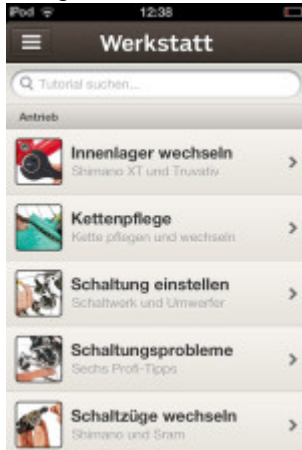 iPod 12:38
Werkstatt
Tutorial suchen...
Antrieb
Innenlager wechseln
Shimano XT und Truvativ
Kettenpflege
Kette pflegen und wechseln
Schaltung einstellen
Schaltwerk und Umwerfer
Schaltungsprobleme
Sechs Profi-Tipps
Schaltzüge wechseln
Shimano und Sram